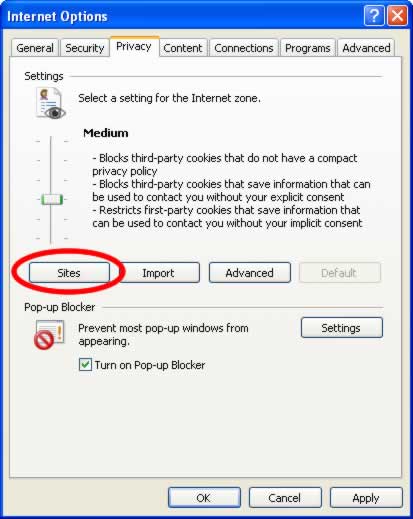 Internet Options
General Security Privacy Content Connections Programs Advanced
Settings
Select a setting for the Internet zone.
Medium
- Blocks third-party cookies that do not have a compact
privacy policy
- Blocks third-party cookies that save information that can
be used to contact you without your explicit consent
- Restricts first-party cookies that save information that
can be used to contact you without your implicit consent
Sites Import Advanced Default
Pop-up Blocker
Prevent most pop-up windows from
appearing.
Settings
Turn on Pop-up Blocker
OK Cancel Apply